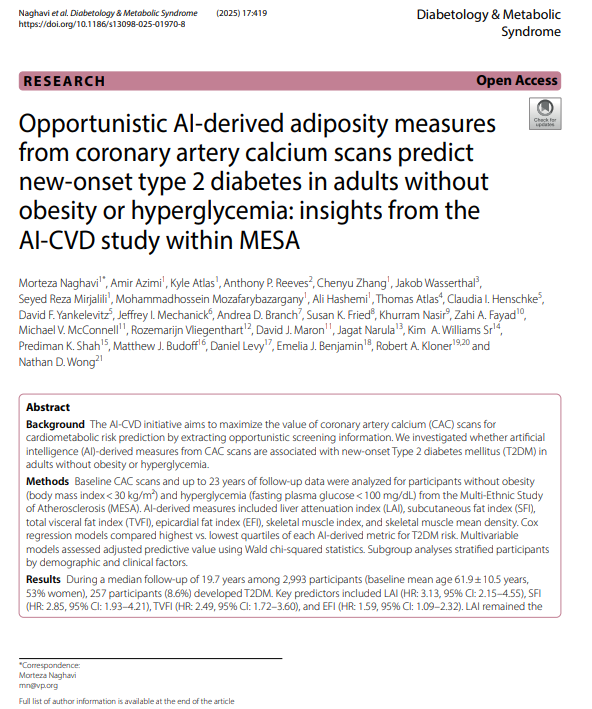 Naghavi et al. Diabetology & Metabolic Syndrome (2025) 17:419
https://doi.org/10.1186/s13098-025-01970-8
Diabetology & Metabolic
Syndrome
RESEARCH Open Access
Check for
updates
Opportunistic AI-derived adiposity measures
from coronary artery calcium scans predict
new-onset type 2 diabetes in adults without
obesity or hyperglycemia: insights from the
AI-CVD study within MESA
Morteza Naghavi1*, Amir Azimi1, Kyle Atlas1, Anthony P. Reeves2, Chenyu Zhang1, Jakob Wasserthal3,
Seyed Reza Mirjalili1, Mohammadhossein Mozafarybazargany1, Ali Hashemi1, Thomas Atlas4, Claudia I. Henschke5,
David F. Yankelevitz5, Jeffrey I. Mechanick6, Andrea D. Branch7, Susan K. Fried8, Khurram Nasir9, Zahi A. Fayad10,
Michael V. McConnell11, Rozemarijn Vliegenthart12, David J. Maron11, Jagat Narula13, Kim A. Williams Sr14,
Prediman K. Shah15, Matthew J. Budoff16, Daniel Levy17, Emelia J. Benjamin18, Robert A. Kloner19,20 and
Nathan D. Wong21
Abstract
Background The AI-CVD initiative aims to maximize the value of coronary artery calcium (CAC) scans for
cardiometabolic risk prediction by extracting opportunistic screening information. We investigated whether artificial
intelligence (AI)-derived measures from CAC scans are associated with new-onset Type 2 diabetes mellitus (T2DM) in
adults without obesity or hyperglycemia.
Methods Baseline CAC scans and up to 23 years of follow-up data were analyzed for participants without obesity
(body mass index < 30 kg/m²) and hyperglycemia (fasting plasma glucose < 100 mg/dL) from the Multi-Ethnic Study
of Atherosclerosis (MESA). AI-derived measures included liver attenuation index (LAI), subcutaneous fat index (SFI),
total visceral fat index (TVFI), epicardial fat index (EFI), skeletal muscle index, and skeletal muscle mean density. Cox
regression models compared highest vs. lowest quartiles of each AI-derived metric for T2DM risk. Multivariable
models assessed adjusted predictive value using Wald chi-squared statistics. Subgroup analyses stratified participants
by demographic and clinical factors.
Results During a median follow-up of 19.7 years among 2,993 participants (baseline mean age 61.9 ± 10.5 years,
53% women), 257 participants (8.6%) developed T2DM. Key predictors included LAI (HR: 3.13, 95% CI: 2.15–4.55), SFI
(HR: 2.85, 95% CI: 1.93–4.21), TVFI (HR: 2.49, 95% CI: 1.72–3.60), and EFI (HR: 1.59, 95% CI: 1.09–2.32). LAI remained the
*Correspondence:
Morteza Naghavi
mn@vp.org
Full list of author information is available at the end of the article